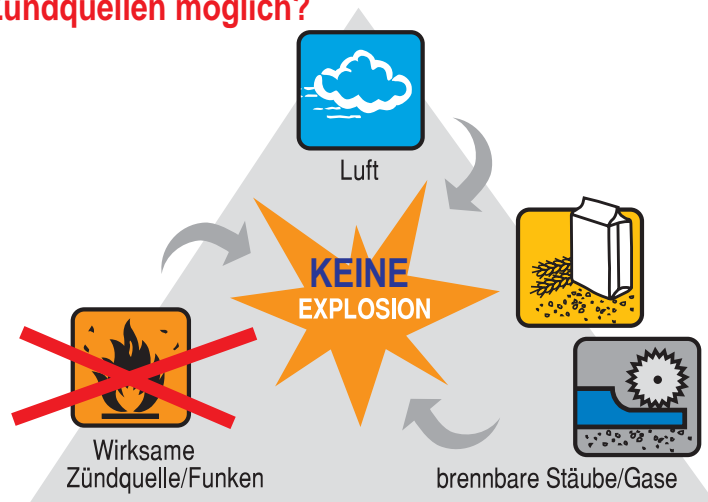 Zündquellen möglich?
Luft
KEINE
EXPLOSION
Wirksame
Zündquelle/Funken
brennbare Stäube/Gase